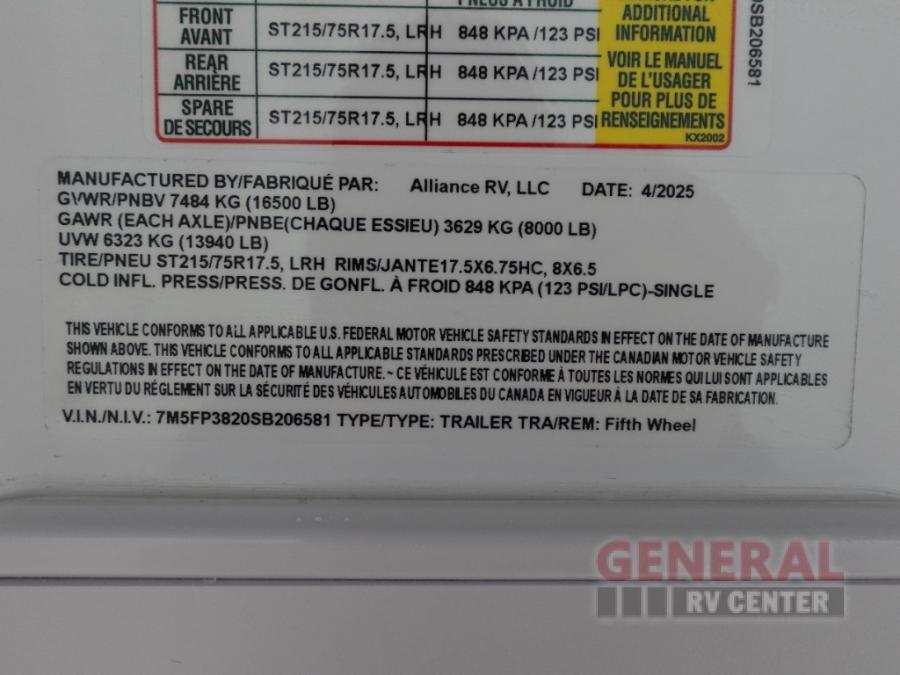 PNEUS À FROID
FRONT
AVANT
ST215/75R17.5, LRH 848 KPA /123 PSI
REAR
ARRIÈRE
ST215/75R17.5, LRH 848 KPA /123 PSI
SPARE
DE SECOURS
ST215/75R17.5, LRH 848 KPA /123 PSI
ADDITIONAL
INFORMATION
VOIR LE MANUEL
DE L'USAGER
POUR PLUS DE
RENSEIGNEMENTS
KX2002
0SB206581
MANUFACTURED BY/FABRIQUÉ PAR: Alliance RV, LLC DATE: 4/2025
GVWR/PNBV 7484 KG (16500 LB)
GAWR (EACH AXLE)/PNBE(CHAQUE ESSIEU) 3629 KG (8000 LB)
UVW 6323 KG (13940 LB)
TIRE/PNEU ST215/75R17.5, LRH RIMS/JANTE17.5X6.75HC, 8X6.5
COLD INFL. PRESS/PRESS. DE GONFL. À FROID 848 KPA (123 PSI/LPC)-SINGLE
THIS VEHICLE CONFORMS TO ALL APPLICABLE U.S. FEDERAL MOTOR VEHICLE SAFETY STANDARDS IN EFFECT ON THE DATE OF MANUFACTURE
SHOWN ABOVE. THIS VEHICLE CONFORMS TO ALL APPLICABLE STANDARDS PRESCRIBED UNDER THE CANADIAN MOTOR VEHICLE SAFETY
REGULATIONS IN EFFECT ON THE DATE OF MANUFACTURE. ~ CE VÉHICULE EST CONFORME À TOUTES LES NORMES QUI LUI SONT APPLICABLES
EN VERTU DU RÉGLEMENT SUR LA SÉCURITÉ DES VÉHICULES AUTOMOBILES DU CANADA EN VIGUEUR À LA DATE DE SA FABRICATION.
V.I.N./N.I.V.: 7M5FP3820SB206581 TYPE/TYPE: TRAILER TRA/REM: Fifth Wheel
GENERAL
RV CENTER